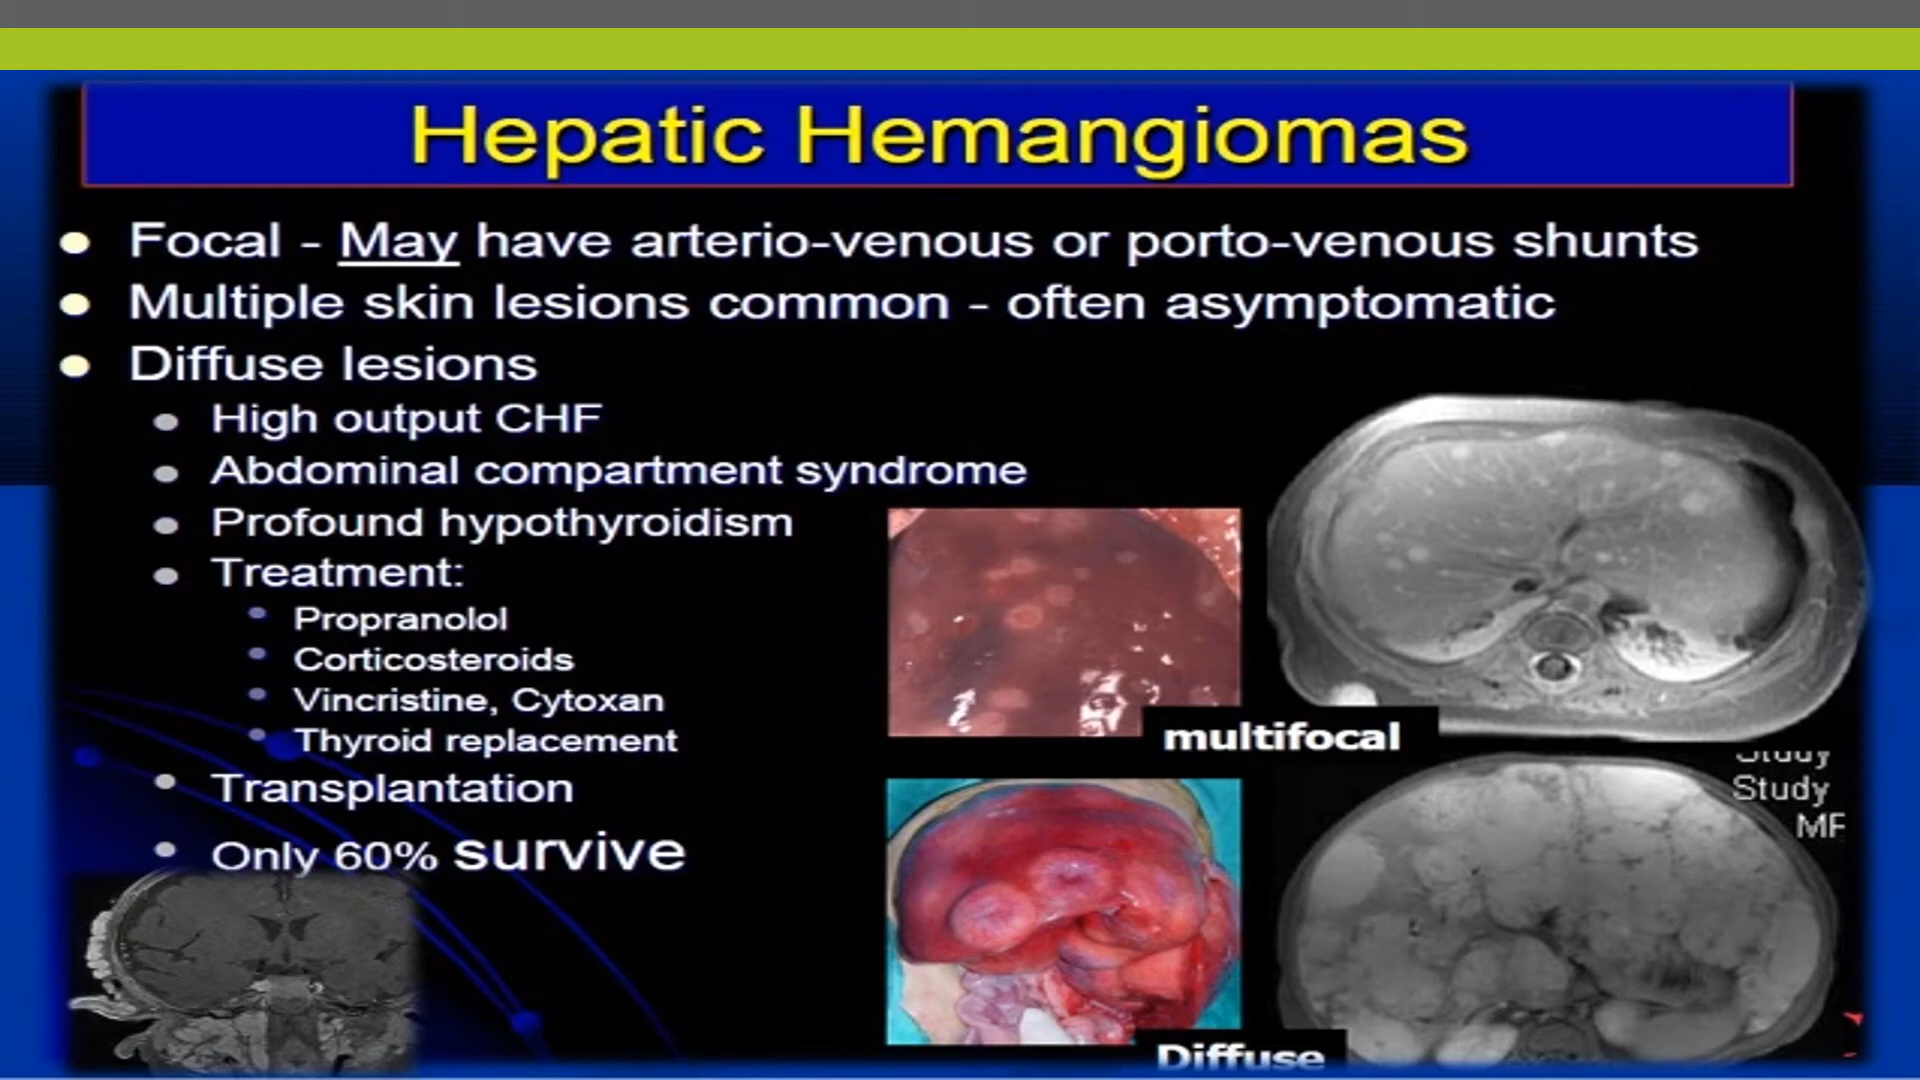 Hepatic Hemangiomas
Focal - May have arterio-venous or porto-venous shunts
Multiple skin lesions common - often asymptomatic
Diffuse lesions
High output CHF
Abdominal compartment syndrome
Profound hypothyroidism
Treatment:
Propranolol
Corticosteroids
Vincristine, Cytoxan
Thyroid replacement
Transplantation
Only 60% survive
multifocal
Study
Study
MF
Diffuse